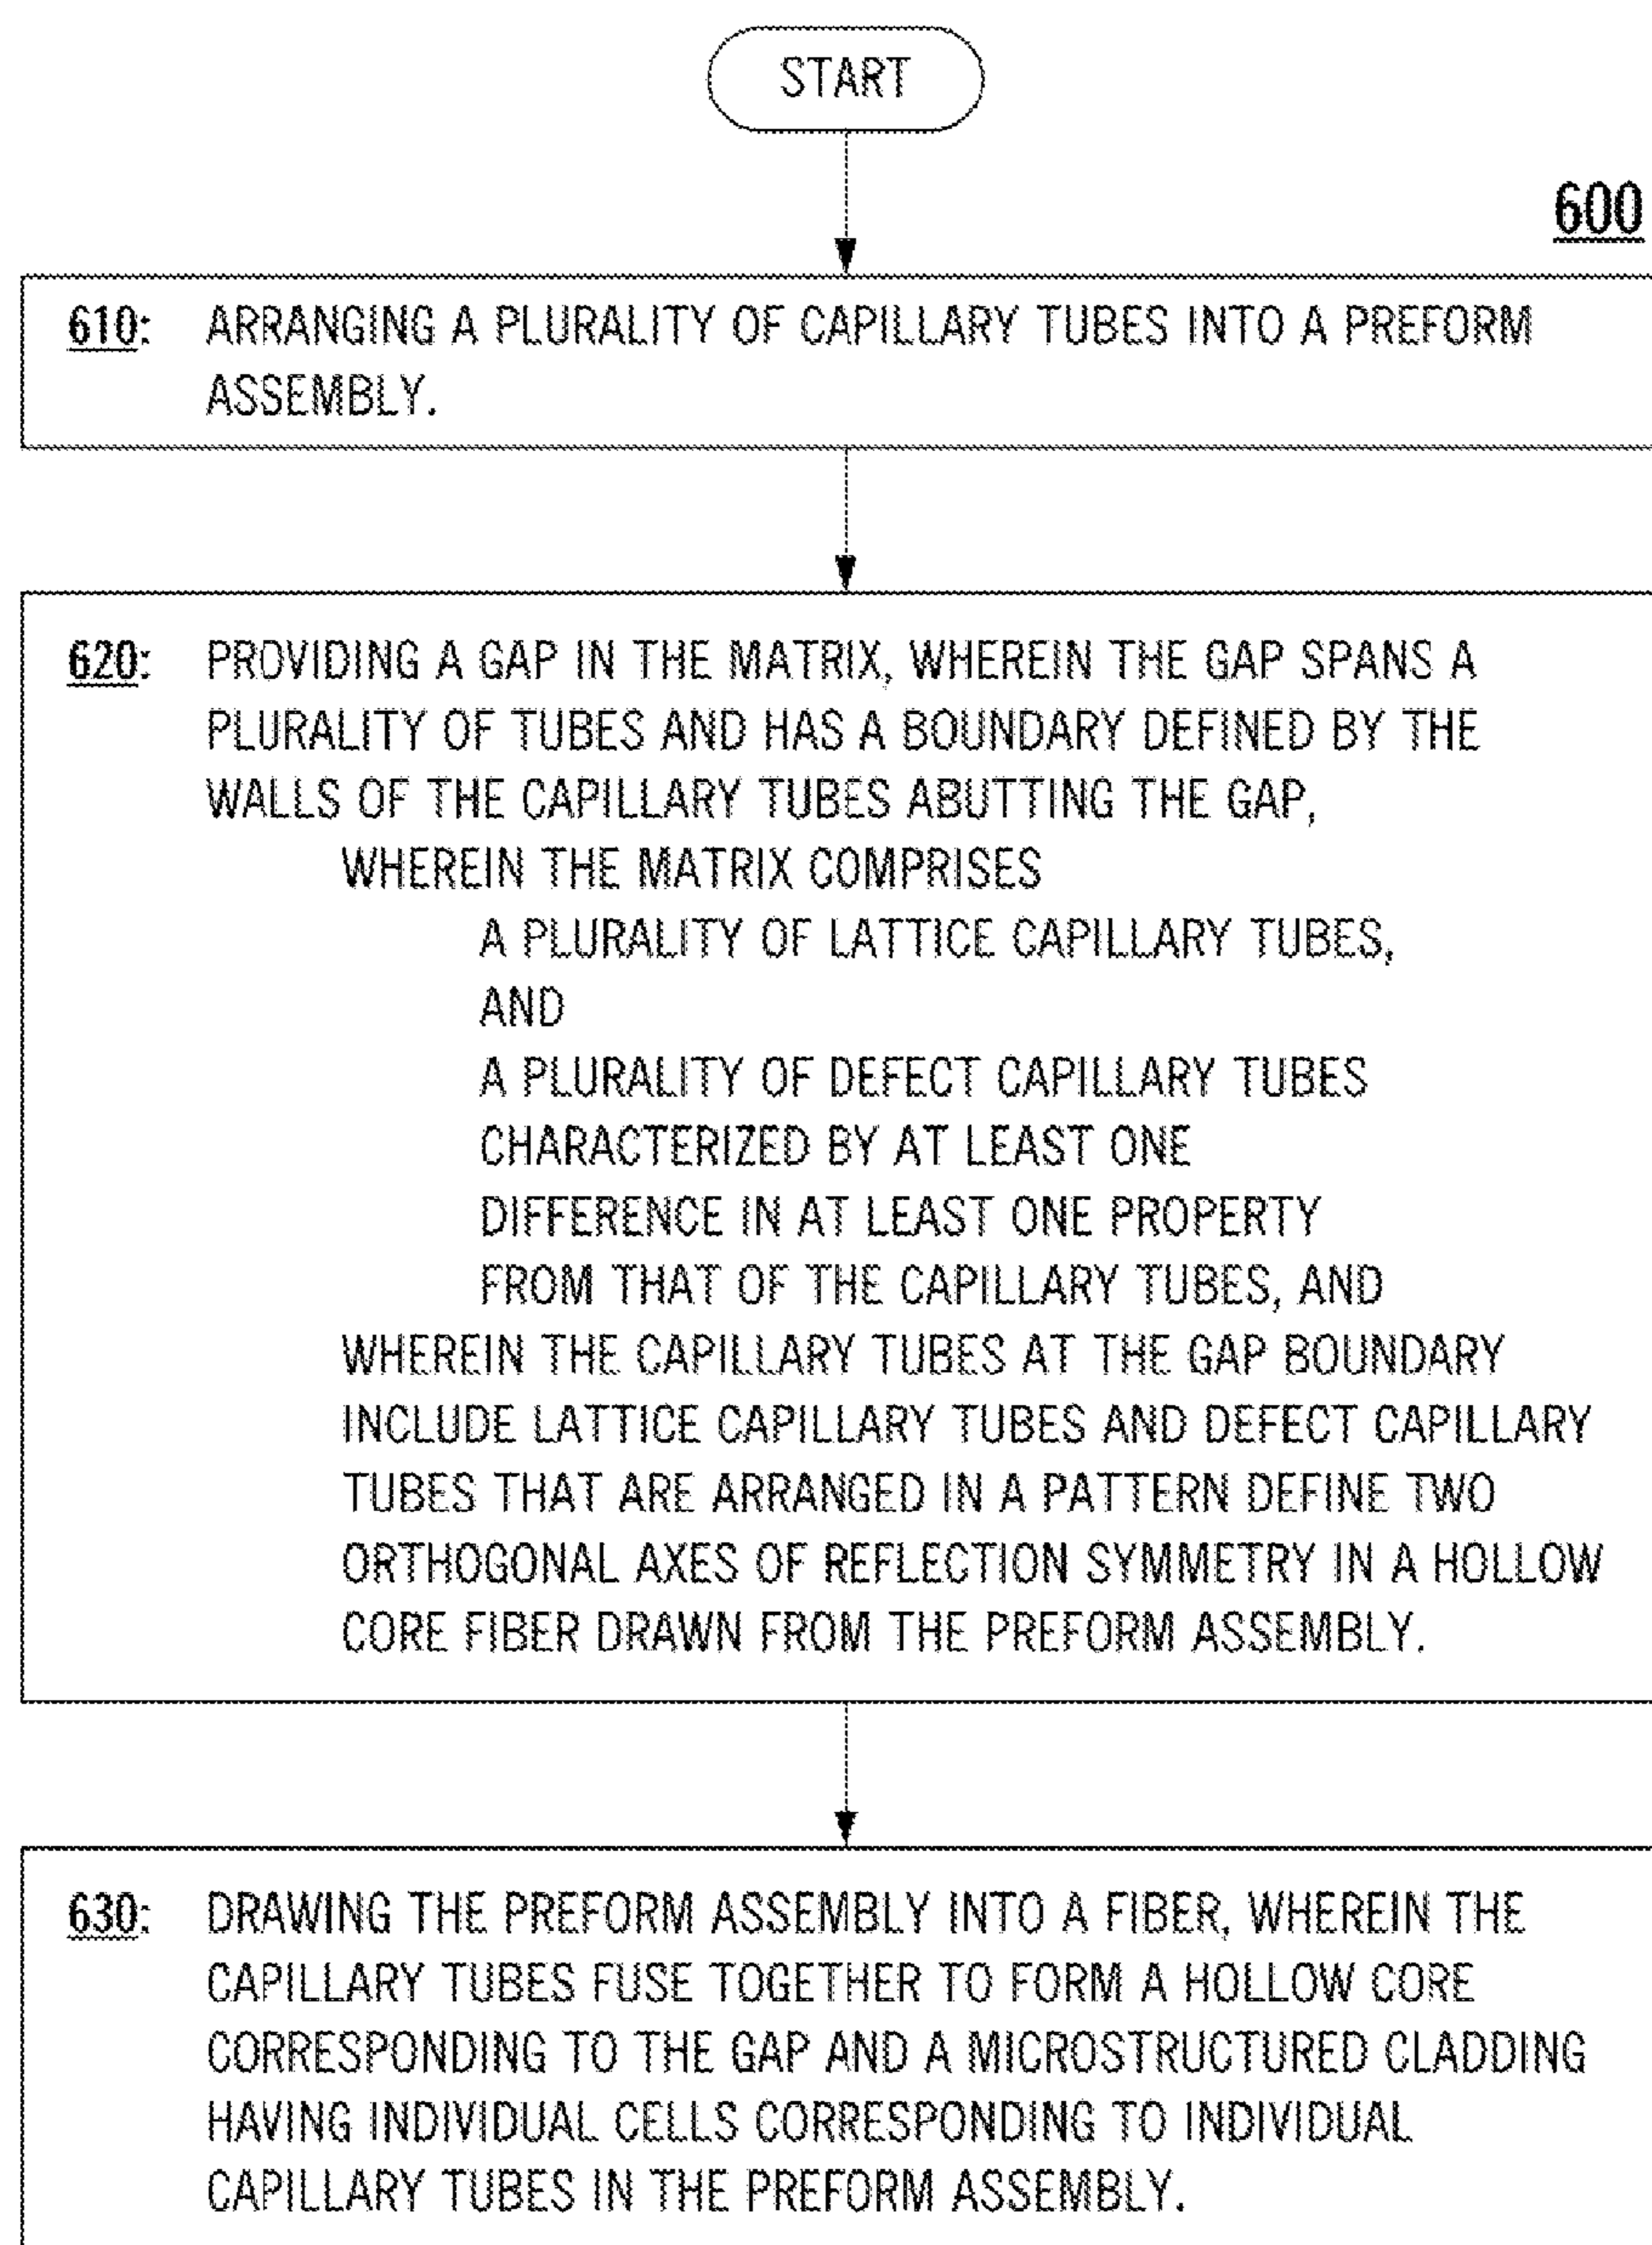 START
600
610: ARRANGING A PLURALITY OF CAPILLARY TUBES INTO A PREFORM
ASSEMBLY.
620: PROVIDING A GAP IN THE MATRIX, WHEREIN THE GAP SPANS A
PLURALITY OF TUBES AND HAS A BOUNDARY DEFINED BY THE
WALLS OF THE CAPILLARY TUBES ABUTTING THE GAP,
WHEREIN THE MATRIX COMPRISES
A PLURALITY OF LATTICE CAPILLARY TUBES,
AND
A PLURALITY OF DEFECT CAPILLARY TUBES
CHARACTERIZED BY AT LEAST ONE
DIFFERENCE IN AT LEAST ONE PROPERTY
FROM THAT OF THE CAPILLARY TUBES, AND
WHEREIN THE CAPILLARY TUBES AT THE GAP BOUNDARY
INCLUDE LATTICE CAPILLARY TUBES AND DEFECT CAPILLARY
TUBES THAT ARE ARRANGED IN A PATTERN DEFINE TWO
ORTHOGONAL AXES OF REFLECTION SYMMETRY IN A HOLLOW
CORE FIBER DRAWN FROM THE PREFORM ASSEMBLY.
630: DRAWING THE PREFORM ASSEMBLY INTO A FIBER, WHEREIN THE
CAPILLARY TUBES FUSE TOGETHER TO FORM A HOLLOW CORE
CORRESPONDING TO THE GAP AND A MICROSTRUCTURED CLADDING
HAVING INDIVIDUAL CELLS CORRESPONDING TO INDIVIDUAL
CAPILLARY TUBES IN THE PREFORM ASSEMBLY.